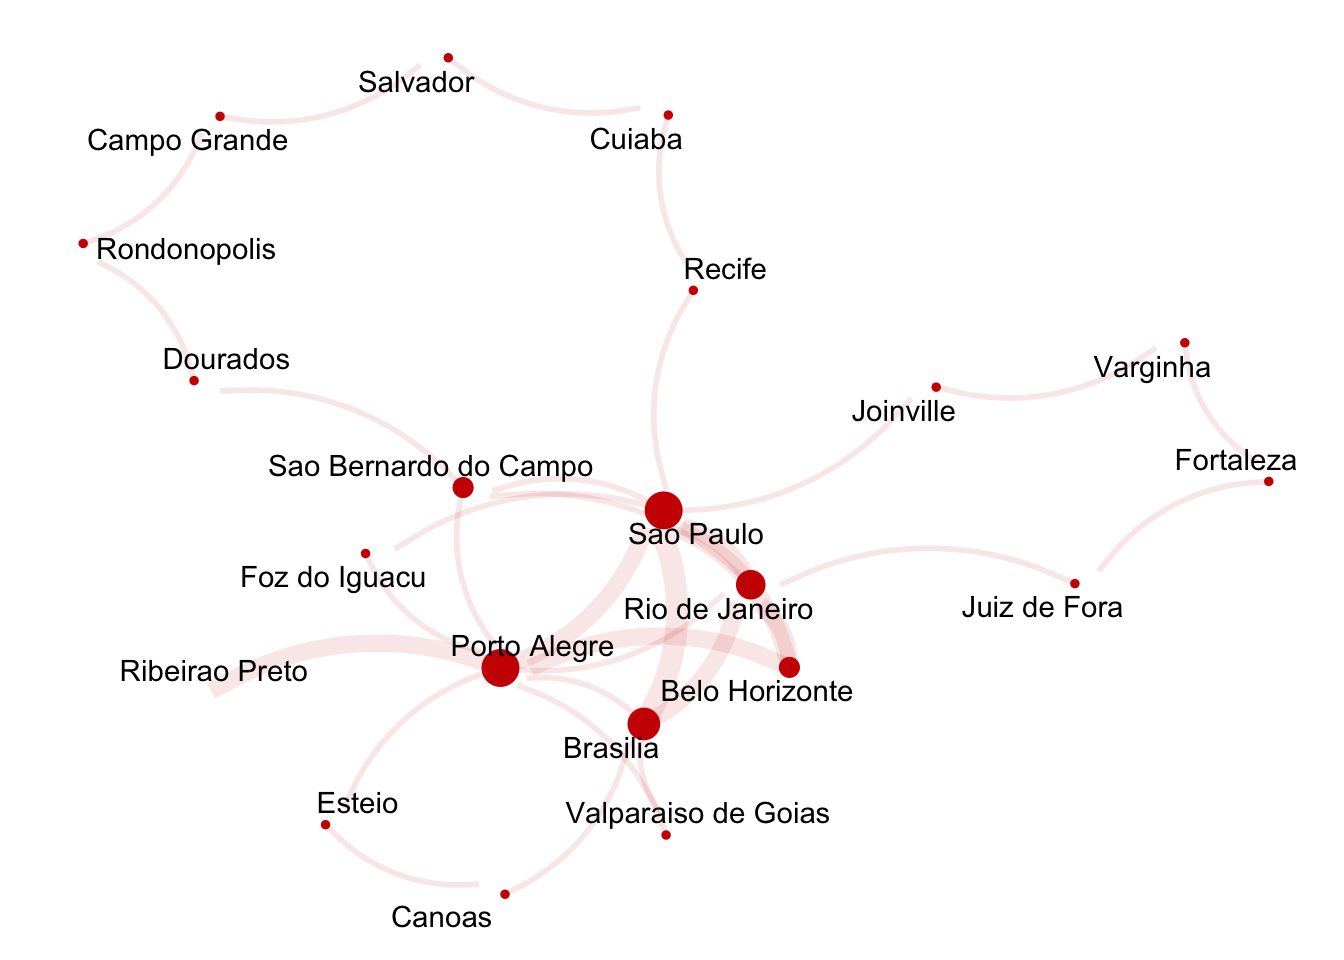 Salvador
Campo Grande
Cuiaba
Rondonopolis
Recife
Dourados
Varginha
Joinville
Sao Bernardo do Campo
Fortaleza
Sao Paulo
Foz do Iguacu
Rio de Janeiro
Juiz de Fora
Porto Alegre
Ribeirao Preto
Belo Horizonte
Brasilia
Esteio
Valparaiso de Goias
Canoas